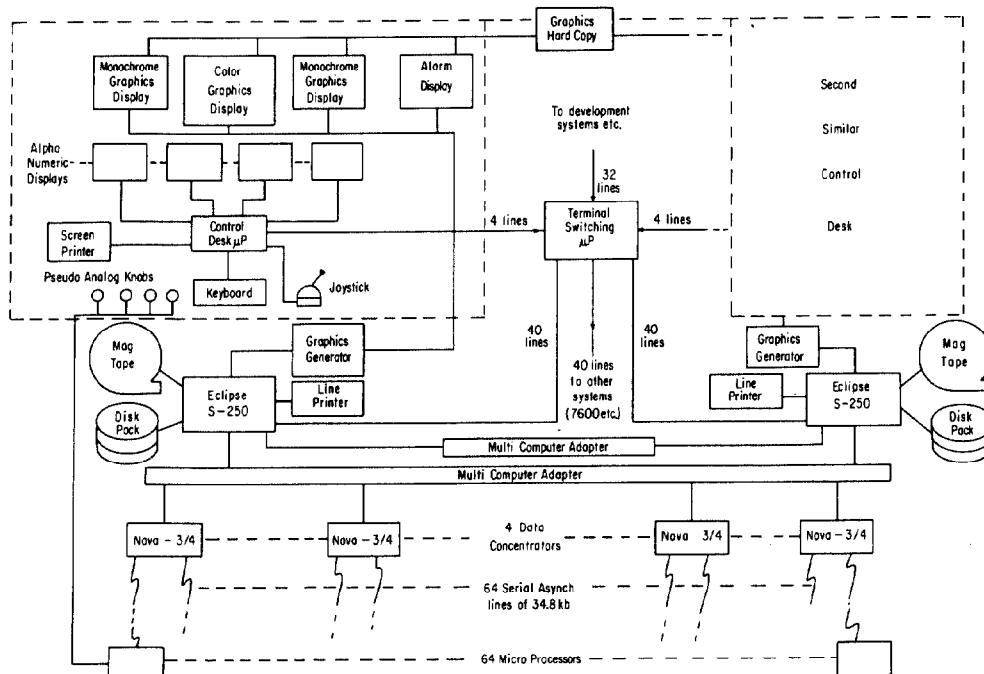 Graphics
Hard Copy
Monochrome
Graphics
Display
Color
Graphics
Display
Monochrome
Graphics
Display
Alarm
Display
Second
Similar
Control
Desk
To development
systems etc.
Alpha
Numeric
Displays
32
lines
4 lines
Terminal
Switching
μP
4 lines
Control
Desk μP
Screen
Printer
Pseudo Analog Knobs
Keyboard
Joystick
Mag
Tape
Graphics
Generator
40
lines
40
lines
Graphics
Generator
Mag
Tape
Eclipse
S-250
Line
Printer
40 lines
to other
systems
(7600 etc.)
Line
Printer
Eclipse
S-250
Disk
Pack
Disk
Pack
Multi Computer Adapter
Multi Computer Adapter
Nova - 3/4
Nova - 3/4
4 Data
Concentrators
Nova 3/4
Nova - 3/4
64 Serial Asynch
lines of 34.8 kb
64 Micro Processors